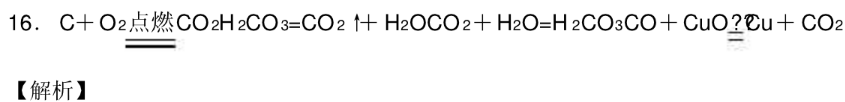 16. C+ O2点燃CO2H2CO3=CO2 ↑+ H2OCO2+ H2O=H2CO3CO+ CuO??Cu+ CO2
【解析】